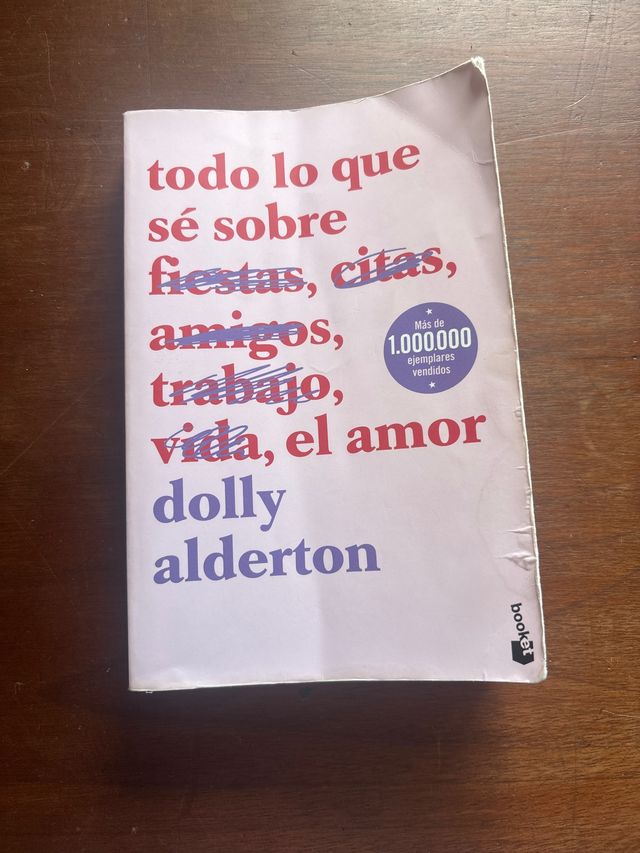 todo lo que
sé sobre
fiestas, citas,
amigos,
trabajo,
vida, el amor
Más de
1.000.000
ejemplares
vendidos
dolly
alderton
booket